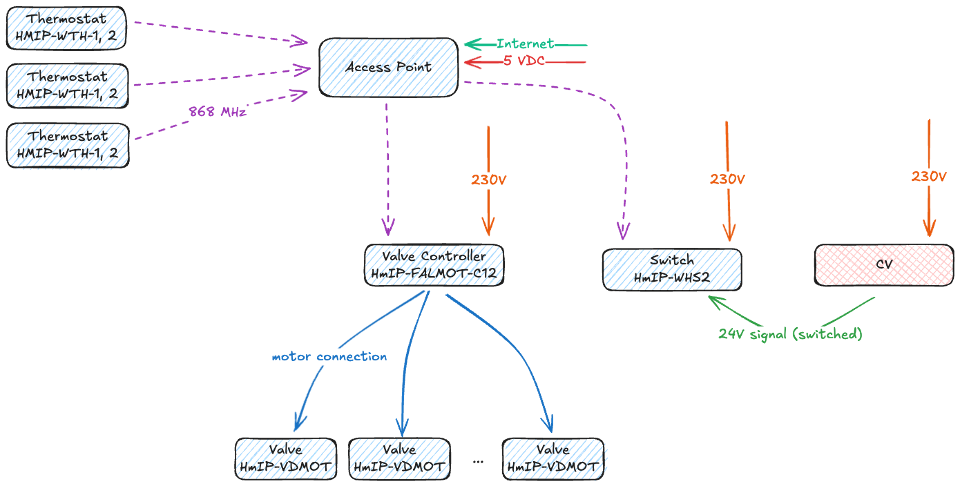 Thermostat
HMIP-WTH-1, 2
Thermostat
HMIP-WTH-1, 2
Thermostat
HMIP-WTH-1, 2
868 MHz
Access Point
Internet
5 VDC
230V
230V
230V
Valve Controller
HmIP-FALMOT-C12
Switch
HmIP-WHS2
CV
24V signal (switched)
motor connection
Valve
HmIP-VDMOT
Valve
HmIP-VDMOT
...
Valve
HmIP-VDMOT